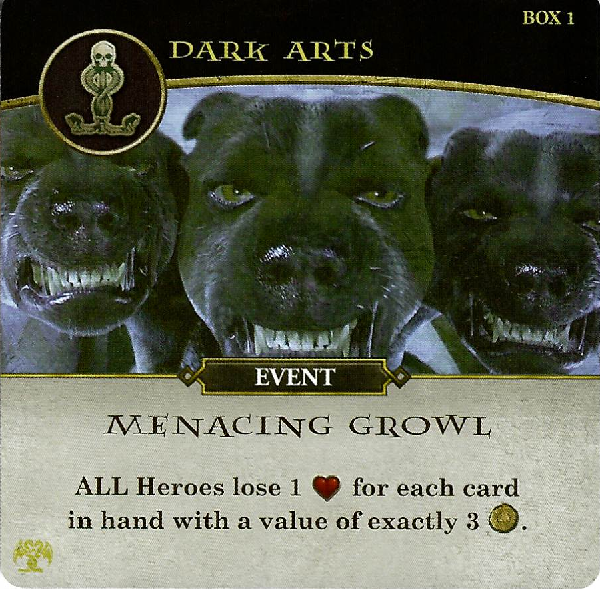 BOX 1
DARK ARTS
EVENT
MENACING GROWL
ALL Heroes lose 1 for each card
in hand with a value of exactly 3 .